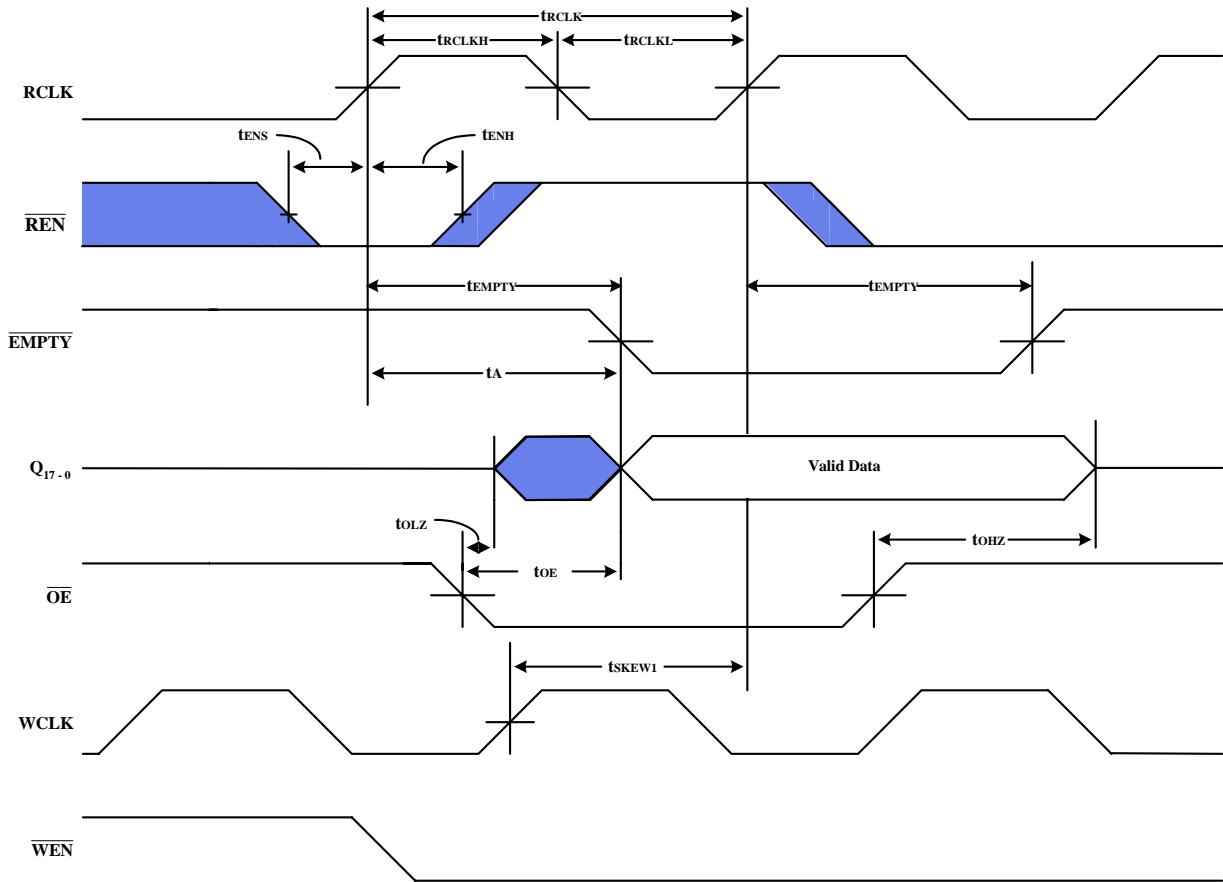 tRCLK
tRCLKH
tRCLKL
RCLK
tENS
tENH
REN
tEMPTY
tEMPTY
EMPTY
tA
Q17 - 0
Valid Data
tOLZ
tOHZ
tOE
OE
tSKEW1
WCLK
WEN